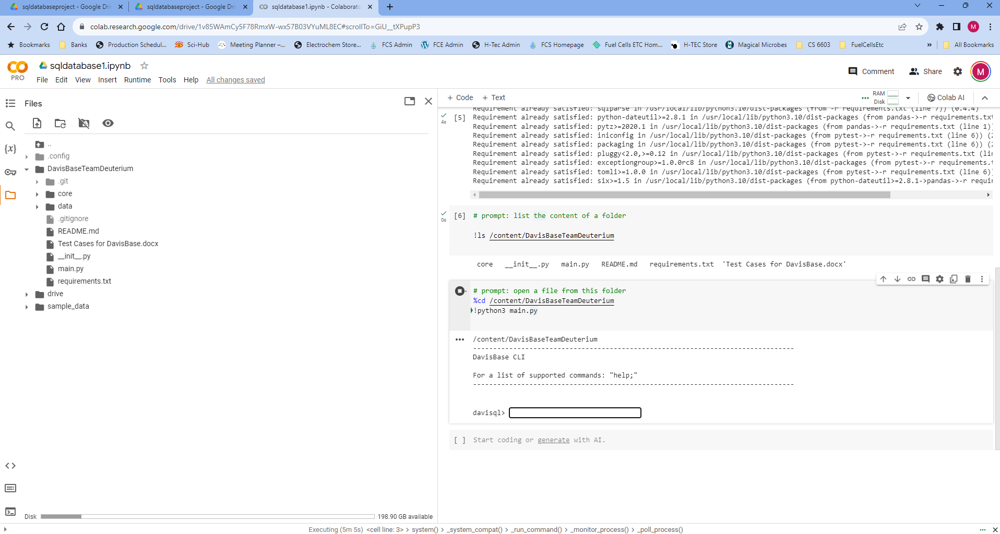 sqldatabaseproject - Google Dri
sqldatabaseproject - Google Dri
sqldatabase1.ipynb - Colaborato
colab.research.google.com/drive/1v85WAmCy5F78RmxW-wx57B03VYuML8EC#scrollTo=GiU__tXPupP3
M
Bookmarks Banks Production Schedul... Sci-Hub Meeting Planner –... Electrochem Store... FCS Admin FCE Admin H-Tec Admin FCS Homepage Fuel Cells ETC Hom... H-TEC Store Magical Microbes CS 6603 FuelCellsEtc » All Bookmarks
PRO
sqldatabase1.ipynb
File Edit View Insert Runtime Tools Help All changes saved
Comment Share M
Files
+ Code + Text
RAM
Disk
Colab AI
{x}
..
.config
DavisBaseTeamDeuterium
.git
core
data
.gitignore
README.md
Test Cases for DavisBase.docx
__init__.py
main.py
requirements.txt
drive
sample_data
Disk 198.90 GB available
4s
[5]
Requirement already satisfied: sqlparse in /usr/local/lib/python3.10/dist-packages (from -r requirements.txt (line 7)) (0.4.4)
Requirement already satisfied: python-dateutil>=2.8.1 in /usr/local/lib/python3.10/dist-packages (from pandas->-r requirements.txt
Requirement already satisfied: pytz>=2020.1 in /usr/local/lib/python3.10/dist-packages (from pandas->-r requirements.txt (line 1))
Requirement already satisfied: iniconfig in /usr/local/lib/python3.10/dist-packages (from pytest->-r requirements.txt (line 6)) (2
Requirement already satisfied: packaging in /usr/local/lib/python3.10/dist-packages (from pytest->-r requirements.txt (line 6)) (2
Requirement already satisfied: pluggy<2.0,>=0.12 in /usr/local/lib/python3.10/dist-packages (from pytest->-r requirements.txt (lin
Requirement already satisfied: exceptiongroup>=1.0.0rc8 in /usr/local/lib/python3.10/dist-packages (from pytest->-r requirements.t
Requirement already satisfied: tomli>=1.0.0 in /usr/local/lib/python3.10/dist-packages (from pytest->-r requirements.txt (line 6))
Requirement already satisfied: six>=1.5 in /usr/local/lib/python3.10/dist-packages (from python-dateutil>=2.8.1->pandas->-r requir
0s
[6] # prompt: list the content of a folder
!ls /content/DavisBaseTeamDeuterium
core __init__.py main.py README.md requirements.txt 'Test Cases for DavisBase.docx'
# prompt: open a file from this folder
%cd /content/DavisBaseTeamDeuterium
!python3 main.py
/content/DavisBaseTeamDeuterium
--------------------------------------------------------------------------------
DavisBase CLI
For a list of supported commands: "help;"
--------------------------------------------------------------------------------
davisql>
[ ] Start coding or generate with AI.
Executing (5m 5s) <cell line: 3> > system() > _system_compat() > _run_command() > _monitor_process() > _poll_process()